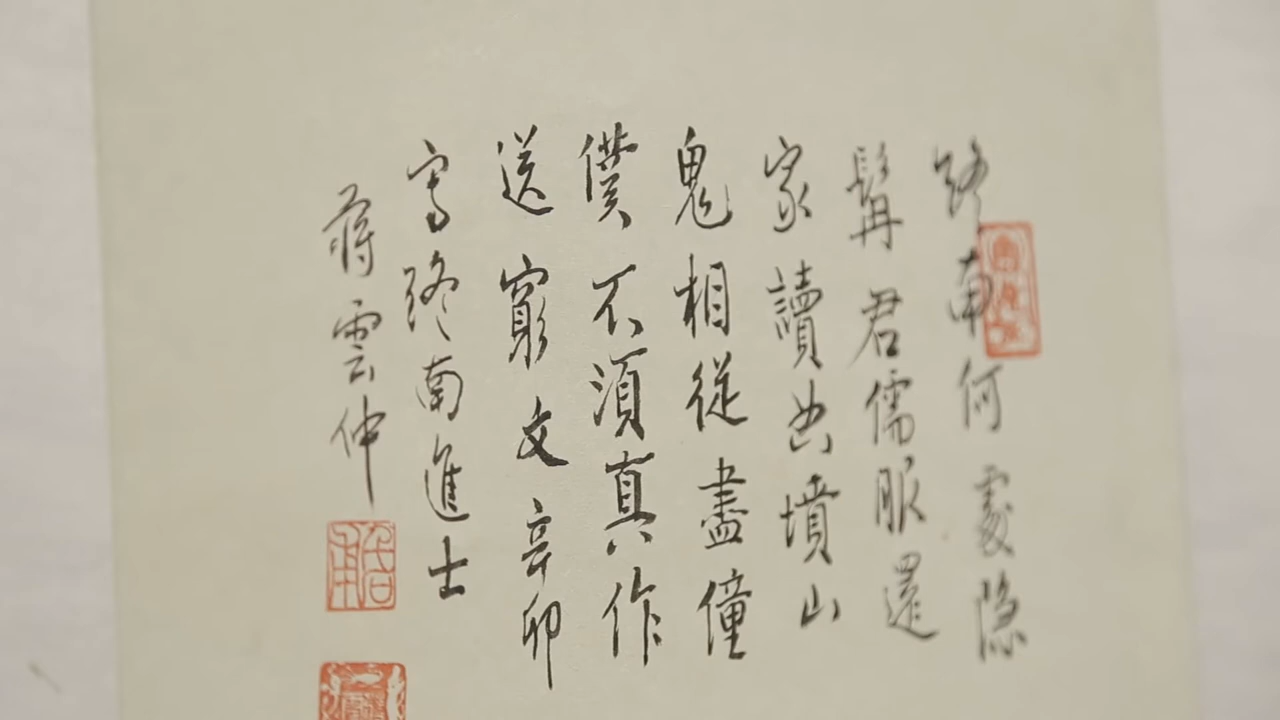 終南何處隱
髯君儒服還
家讀典墳山
鬼相從盡僮
僕不須真作
送窮文辛卯
寫終南進士
蔣雲仲